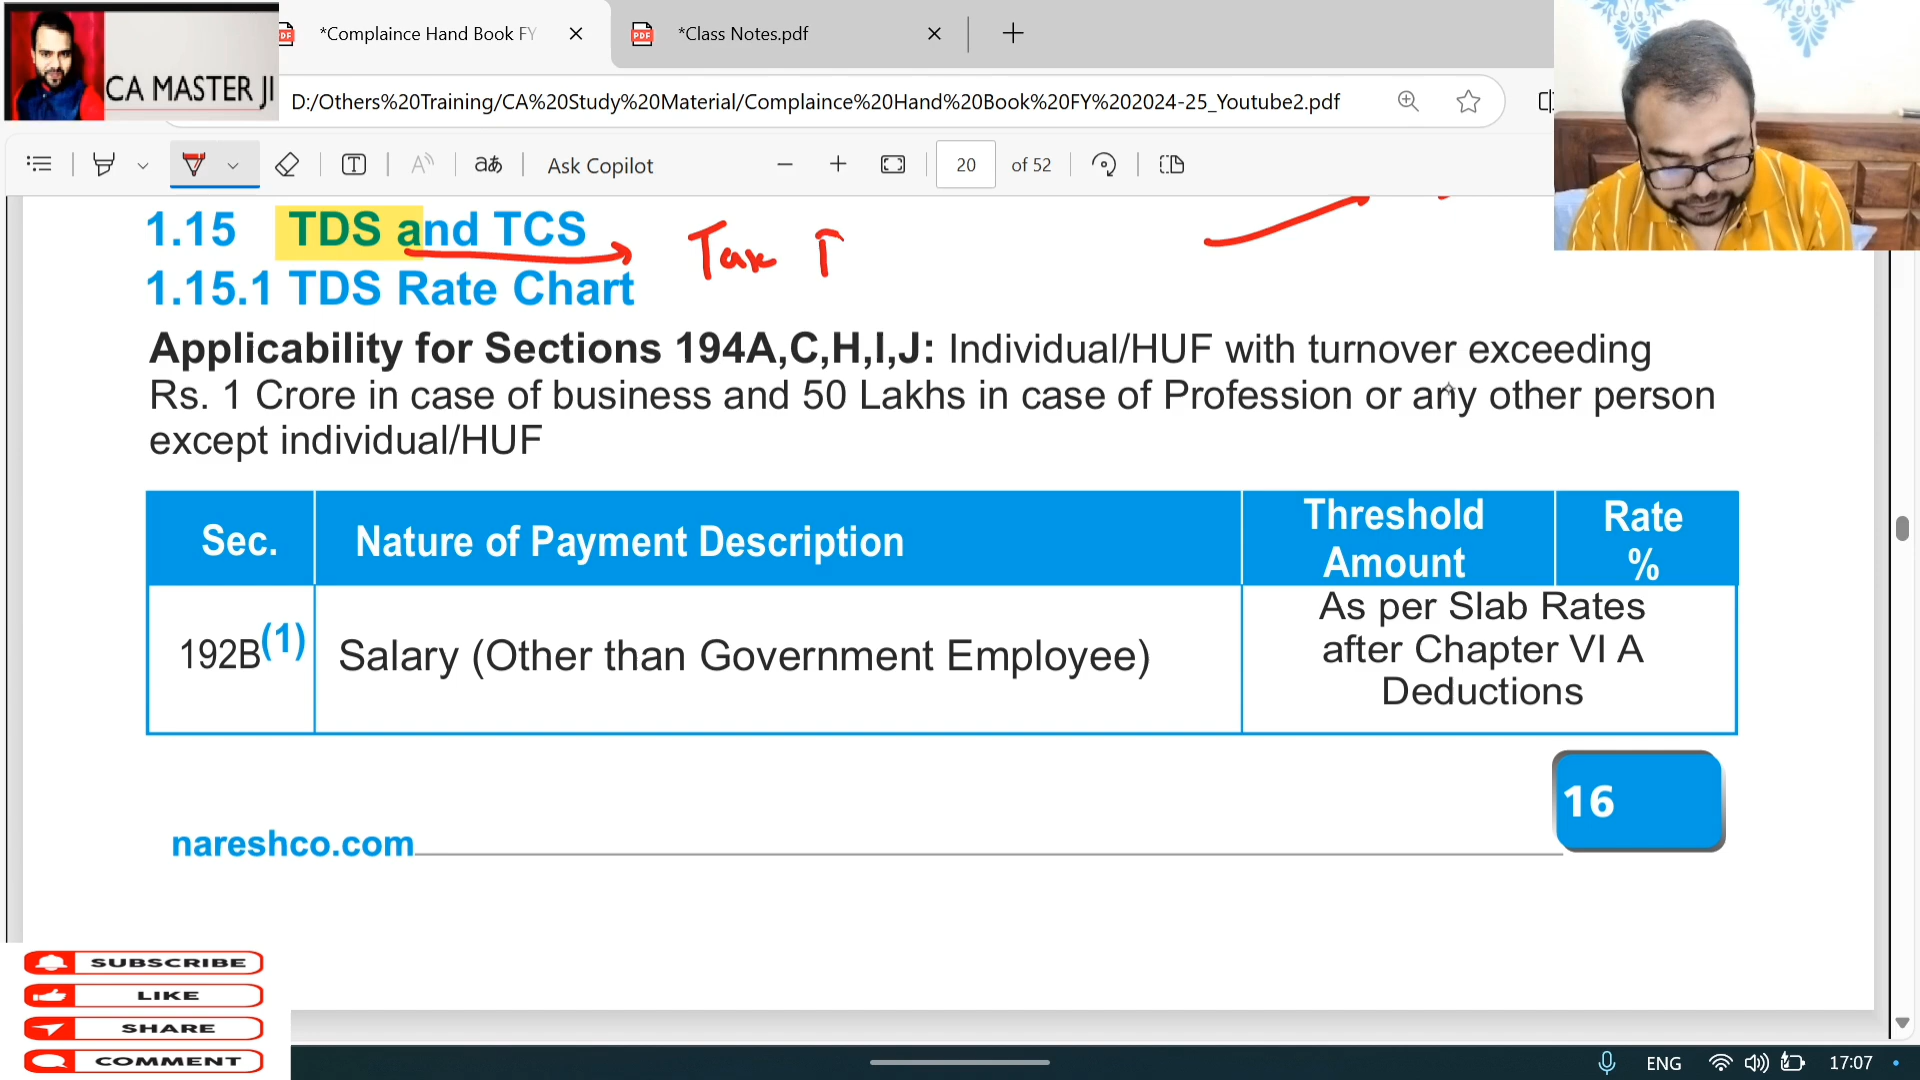 *Complaince Hand Book FY
*Class Notes.pdf
CA MASTER JI
D:/Others%20Training/CA%20Study%20Material/Complaince%20Hand%20Book%20FY%202024-25_Youtube2.pdf
Ask Copilot
20 of 52
1.15 TDS and TCS
Tax
1.15.1 TDS Rate Chart
Applicability for Sections 194A,C,H,I,J: Individual/HUF with turnover exceeding
Rs. 1 Crore in case of business and 50 Lakhs in case of Profession or any other person
except individual/HUF
Sec. Nature of Payment Description Threshold Amount Rate %
192B(1) Salary (Other than Government Employee) As per Slab Rates
after Chapter VI A
Deductions
16
nareshco.com
SUBSCRIBE
LIKE
SHARE
COMMENT
ENG 17:07